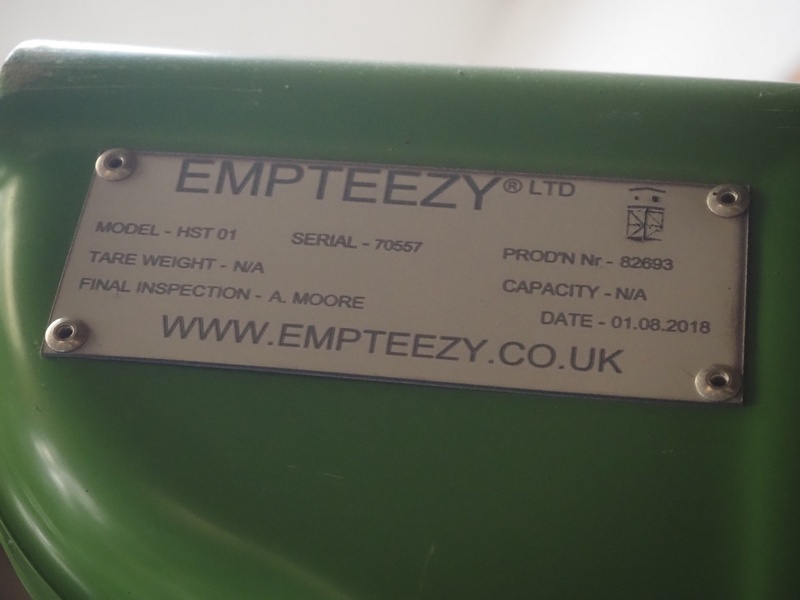 EMPTEEZY® LTD
MODEL - HST 01 SERIAL - 70557 PROD'N Nr - 82693
TARE WEIGHT - N/A CAPACITY - N/A
FINAL INSPECTION - A. MOORE DATE - 01.08.2018
WWW.EMPTEEZY.CO.UK